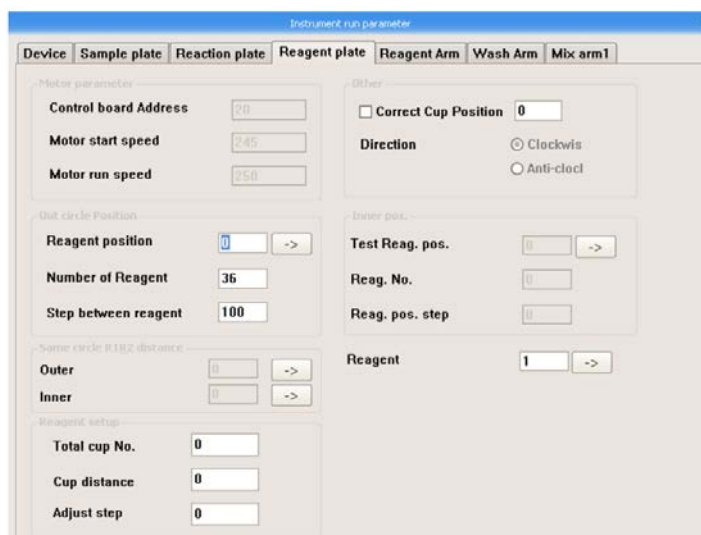 Instrument run parameter
Device Sample plate Reaction plate Reagent plate Reagent Arm Wash Arm Mix arm1
Motor parameter
Control board Address 20
Motor start speed 245
Motor run speed 250
Other
Correct Cup Position 0
Direction Clockwis
Anti-clocl
Out circle Position
Reagent position 0 ->
Number of Reagent 36
Step between reagent 100
Inner pos.
Test Reag. pos. 0 ->
Reag. No. 0
Reag. pos. step 0
Same circle R1R2 distance
Outer 0 ->
Inner 0 ->
Reagent 1 ->
Reagent setup
Total cup No. 0
Cup distance 0
Adjust step 0